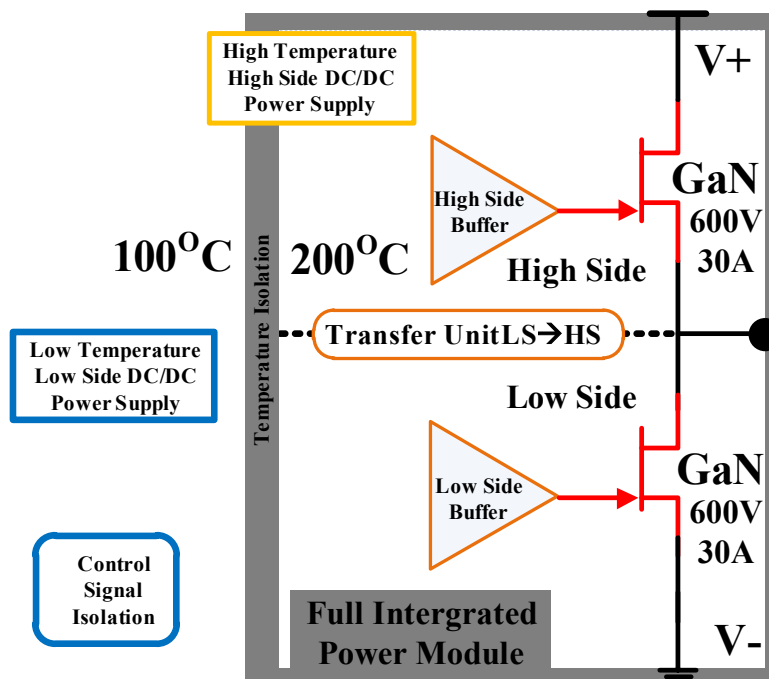 High Temperature
High Side DC/DC
Power Supply
V+
High Side
Buffer
GaN
600V
30A
100°C
200°C
High Side
Temperature Isolation
Transfer UnitLS→HS
Low Temperature
Low Side DC/DC
Power Supply
Low Side
Low Side
Buffer
GaN
600V
30A
Control
Signal
Isolation
Full Intergrated
Power Module
V-